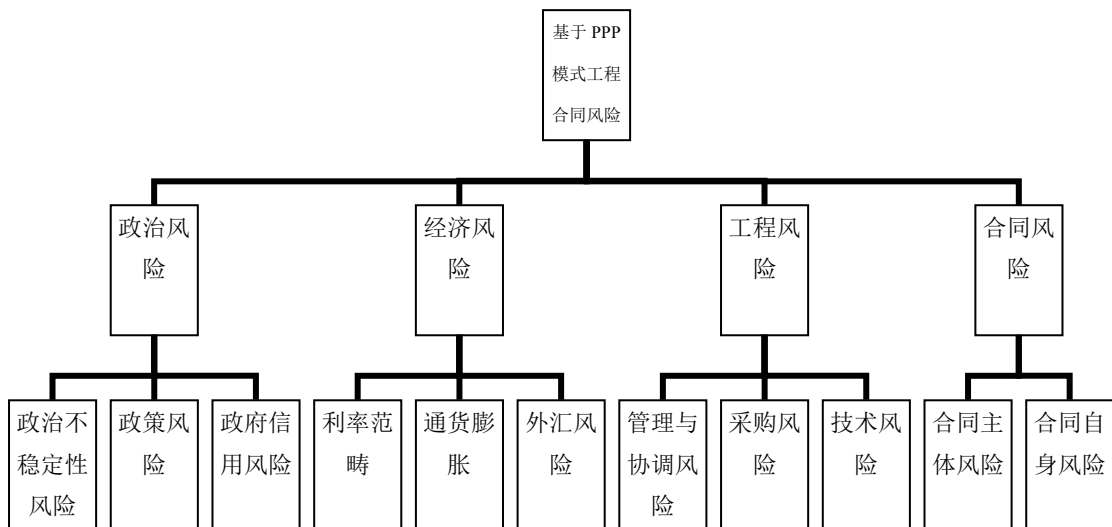 基于 PPP
模式工程
合同风险
政治风
险
经济风
险
工程风
险
合同风
险
政治不
稳定性
风险
政策风
险
政府信
用风险
利率范
畴
通货膨
胀
外汇风
险
管理与
协调风
险
采购风
险
技术风
险
合同主
体风险
合同自
身风险